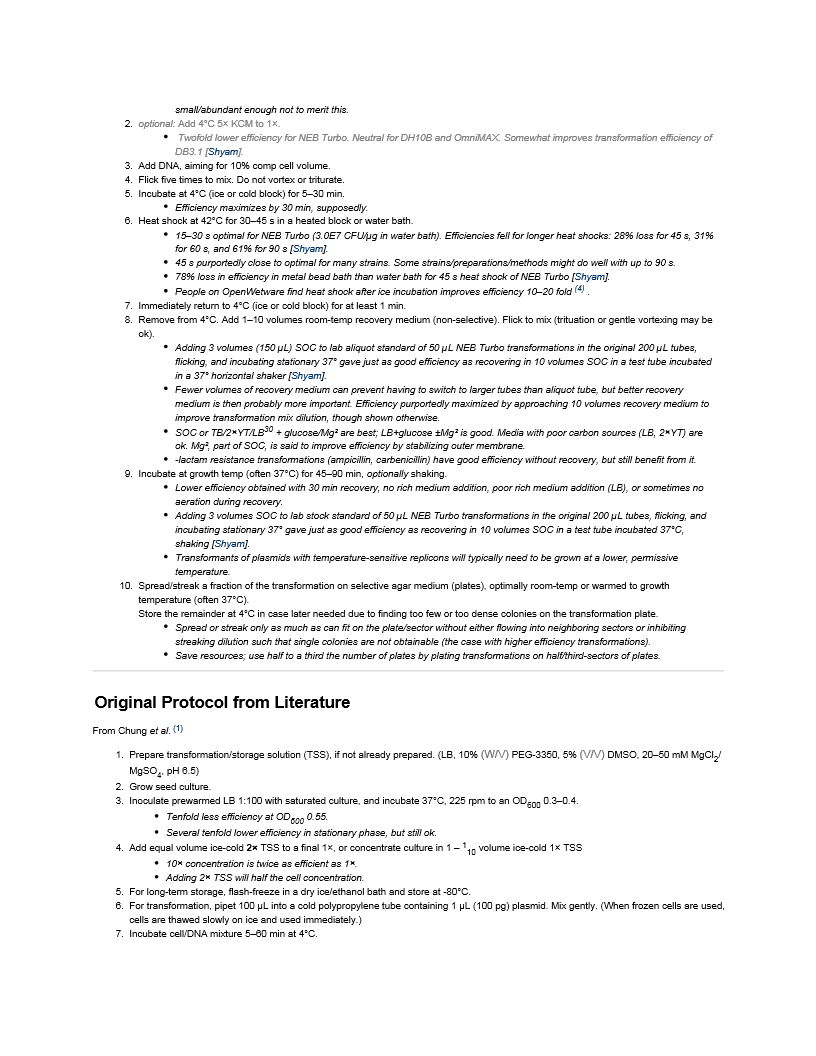 small/abundant enough not to merit this.
2. optional: Add 4°C 5× KCM to 1×.
• Twofold lower efficiency for NEB Turbo. Neutral for DH10B and OmniMAX. Somewhat improves transformation efficiency of
DB3.1 [Shyam].
3. Add DNA, aiming for 10% comp cell volume.
4. Flick five times to mix. Do not vortex or triturate.
5. Incubate at 4°C (ice or cold block) for 5–30 min.
• Efficiency maximizes by 30 min, supposedly.
6. Heat shock at 42°C for 30–45 s in a heated block or water bath.
• 15–30 s optimal for NEB Turbo (3.0E7 CFU/µg in water bath). Efficiencies fell for longer heat shocks: 28% loss for 45 s, 31%
for 60 s, and 61% for 90 s [Shyam].
• 45 s purportedly close to optimal for many strains. Some strains/preparations/methods might do well with up to 90 s.
• 78% loss in efficiency in metal bead bath than water bath for 45 s heat shock of NEB Turbo [Shyam].
• People on OpenWetware find heat shock after ice incubation improves efficiency 10–20 fold (4) .
7. Immediately return to 4°C (ice or cold block) for at least 1 min.
8. Remove from 4°C. Add 1–10 volumes room-temp recovery medium (non-selective). Flick to mix (trituation or gentle vortexing may be
ok).
• Adding 3 volumes (150 µL) SOC to lab aliquot standard of 50 µL NEB Turbo transformations in the original 200 µL tubes,
flicking, and incubating stationary 37° gave just as good efficiency as recovering in 10 volumes SOC in a test tube incubated
in a 37° horizontal shaker [Shyam].
• Fewer volumes of recovery medium can prevent having to switch to larger tubes than aliquot tube, but better recovery
medium is then probably more important. Efficiency purportedly maximized by approaching 10 volumes recovery medium to
improve transformation mix dilution, though shown otherwise.
• SOC or TB/2×YT/LB30 + glucose/Mg² are best; LB+glucose ±Mg² is good. Media with poor carbon sources (LB, 2×YT) are
ok. Mg², part of SOC, is said to improve efficiency by stabilizing outer membrane.
• -lactam resistance transformations (ampicillin, carbenicillin) have good efficiency without recovery, but still benefit from it.
9. Incubate at growth temp (often 37°C) for 45–90 min, optionally shaking.
• Lower efficiency obtained with 30 min recovery, no rich medium addition, poor rich medium addition (LB), or sometimes no
aeration during recovery.
• Adding 3 volumes SOC to lab stock standard of 50 µL NEB Turbo transformations in the original 200 µL tubes, flicking, and
incubating stationary 37° gave just as good efficiency as recovering in 10 volumes SOC in a test tube incubated 37°C,
shaking [Shyam].
• Transformants of plasmids with temperature-sensitive replicons will typically need to be grown at a lower, permissive
temperature.
10. Spread/streak a fraction of the transformation on selective agar medium (plates), optimally room-temp or warmed to growth
temperature (often 37°C).
Store the remainder at 4°C in case later needed due to finding too few or too dense colonies on the transformation plate.
• Spread or streak only as much as can fit on the plate/sector without either flowing into neighboring sectors or inhibiting
streaking dilution such that single colonies are not obtainable (the case with higher efficiency transformations).
• Save resources; use half to a third the number of plates by plating transformations on half/third-sectors of plates.
Original Protocol from Literature
From Chung et al. (1)
1. Prepare transformation/storage solution (TSS), if not already prepared. (LB, 10% (W/V) PEG-3350, 5% (V/V) DMSO, 20–50 mM MgCl2/
MgSO4, pH 6.5)
2. Grow seed culture.
3. Inoculate prewarmed LB 1:100 with saturated culture, and incubate 37°C, 225 rpm to an OD600 0.3–0.4.
• Tenfold less efficiency at OD600 0.55.
• Several tenfold lower efficiency in stationary phase, but still ok.
4. Add equal volume ice-cold 2× TSS to a final 1×, or concentrate culture in 1 – 1 10 volume ice-cold 1× TSS
• 10× concentration is twice as efficient as 1×.
• Adding 2× TSS will half the cell concentration.
5. For long-term storage, flash-freeze in a dry ice/ethanol bath and store at -80°C.
6. For transformation, pipet 100 µL into a cold polypropylene tube containing 1 µL (100 pg) plasmid. Mix gently. (When frozen cells are used,
cells are thawed slowly on ice and used immediately.)
7. Incubate cell/DNA mixture 5–60 min at 4°C.